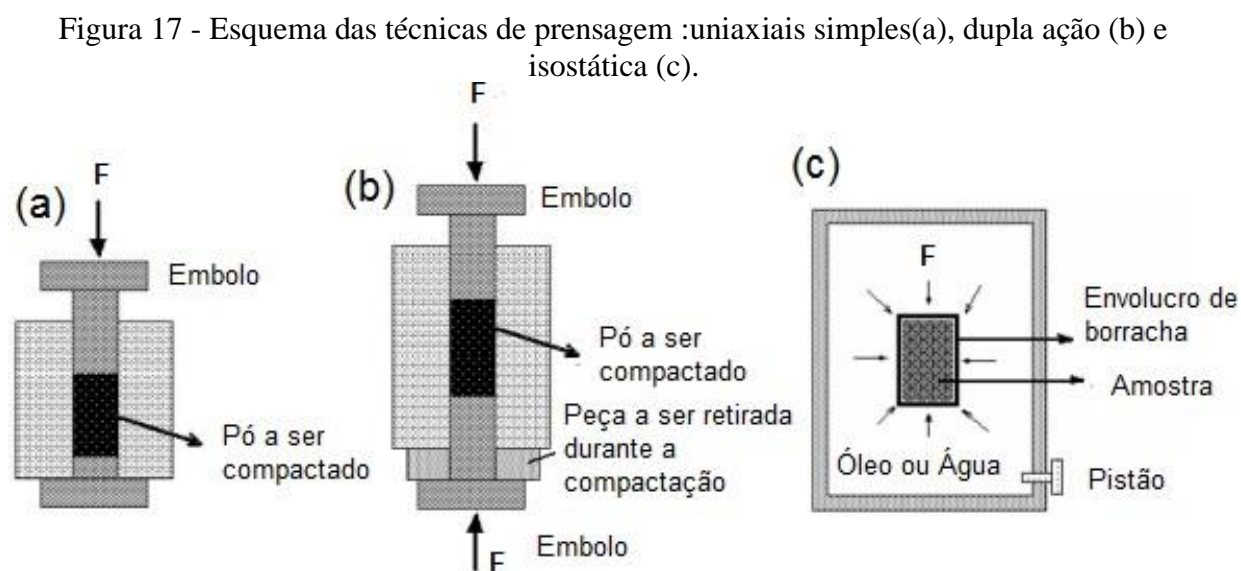 Figura 17 - Esquema das técnicas de prensagem :uniaxiais simples(a), dupla ação (b) e
isostática (c).
(a)
F
Embolo
Pó a ser
compactado
(b)
F
Embolo
Pó a ser
compactado
Peça a ser retirada
durante a
compactação
Embolo
F
(c)
F
Envolucro de
borracha
Amostra
Óleo ou Água
Pistão